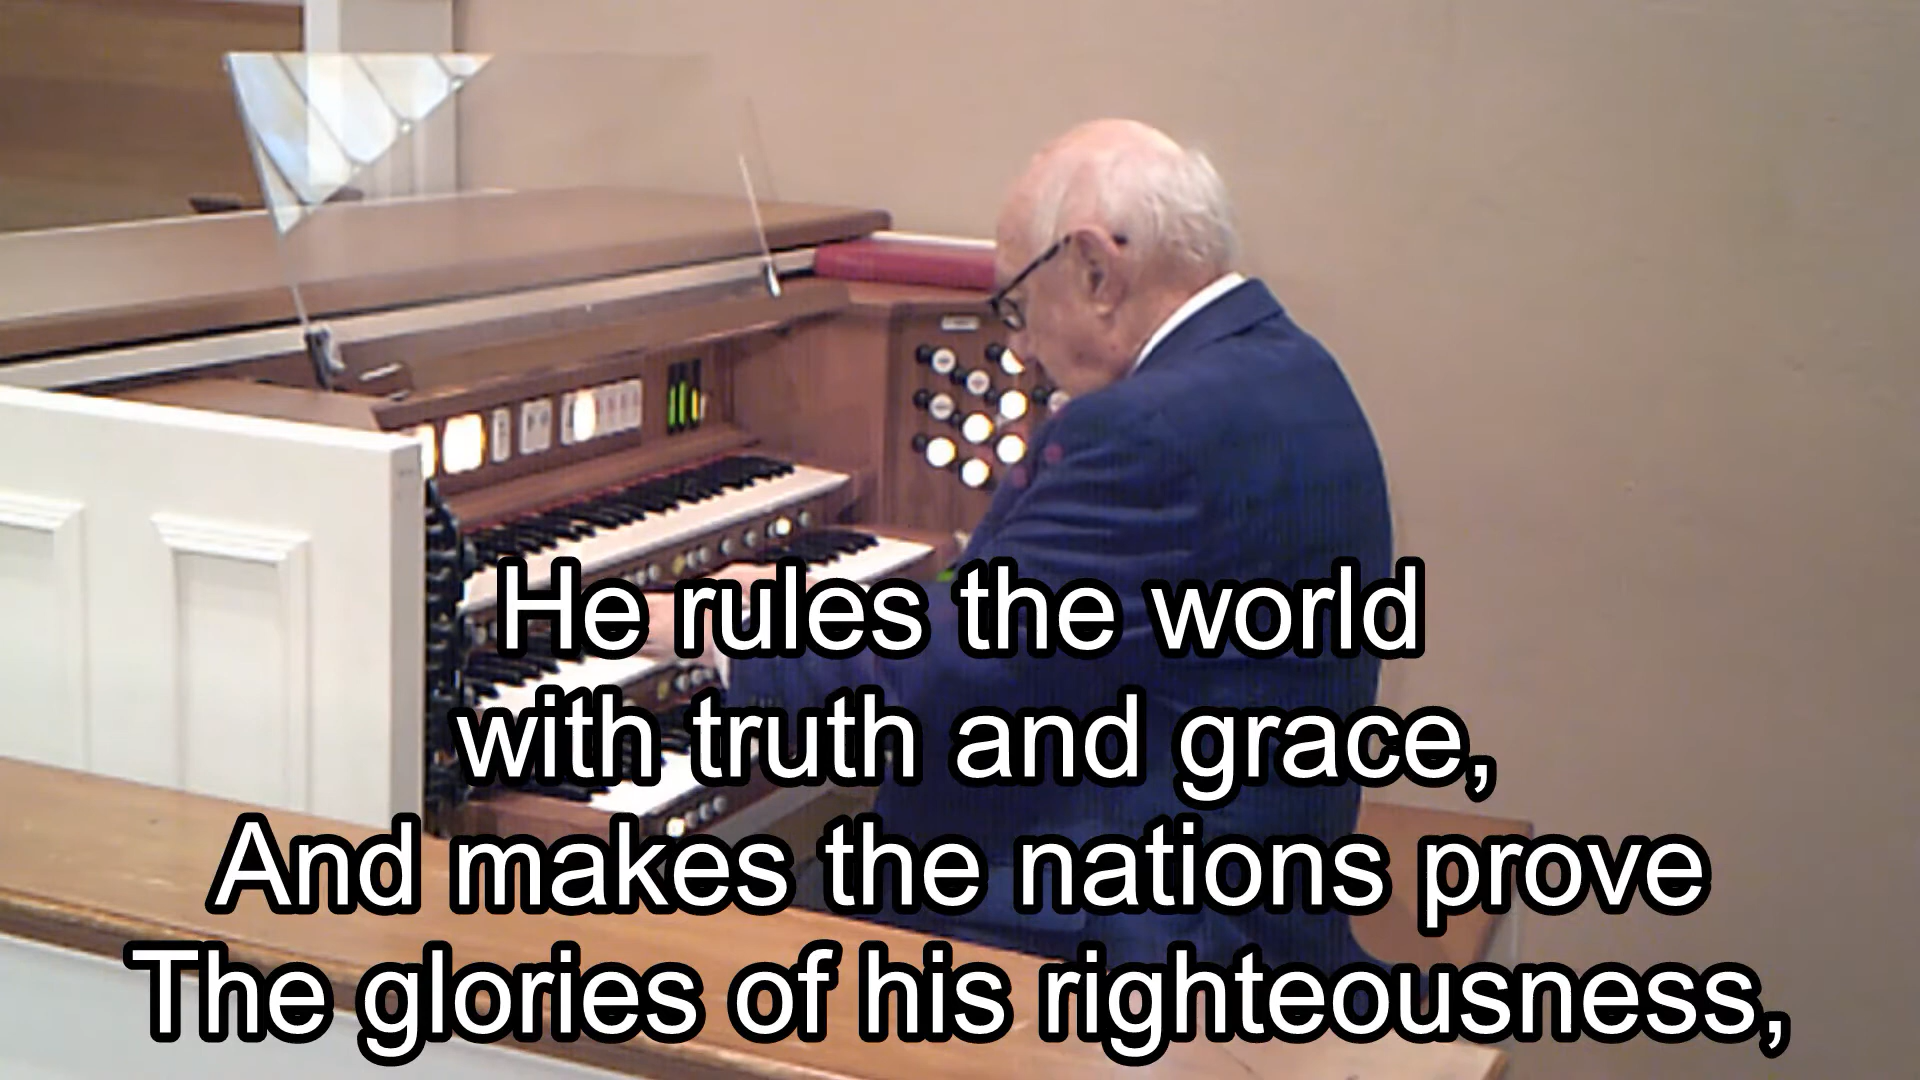 He rules the world
with truth and grace,
And makes the nations prove
The glories of his righteousness,